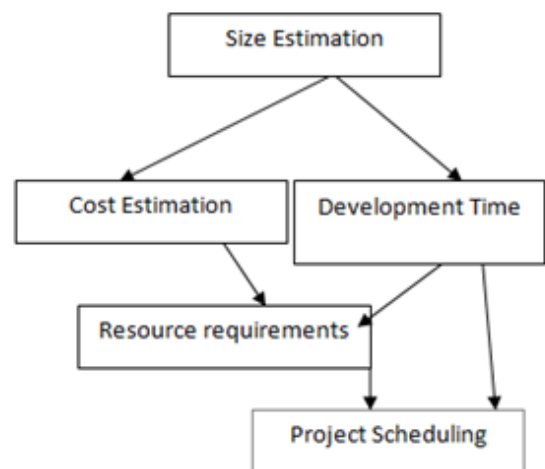 Size Estimation
Cost Estimation
Development Time
Resource requirements
Project Scheduling